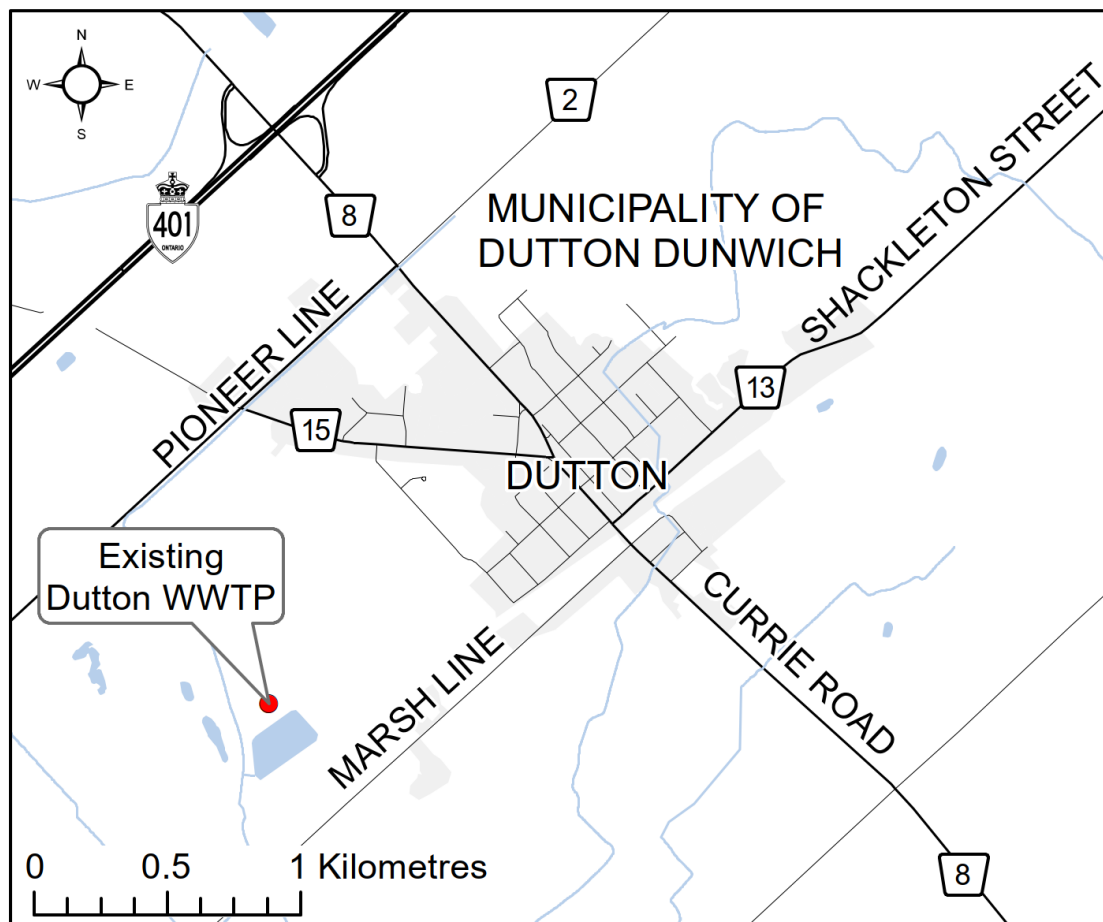 N
W E
S
2
401
ONTARIO
8
MUNICIPALITY OF
DUTTON DUNWICH
SHACKLETON STREET
PIONEER LINE
13
15
DUTTON
Existing
Dutton WWTP
MARSH LINE
CURRIE ROAD
0 0.5 1 Kilometres
8